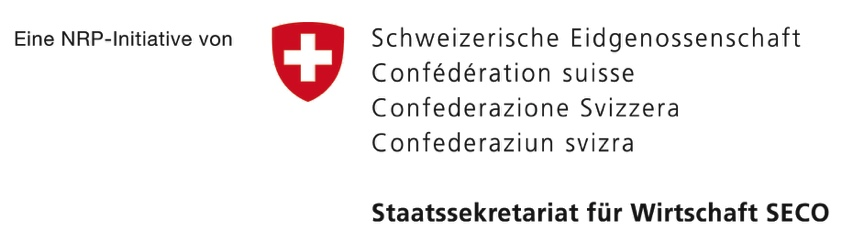 Eine NRP-Initiative von
Schweizerische Eidgenossenschaft
Confédération suisse
Confederazione Svizzera
Confederaziun svizra
Staatssekretariat für Wirtschaft SECO